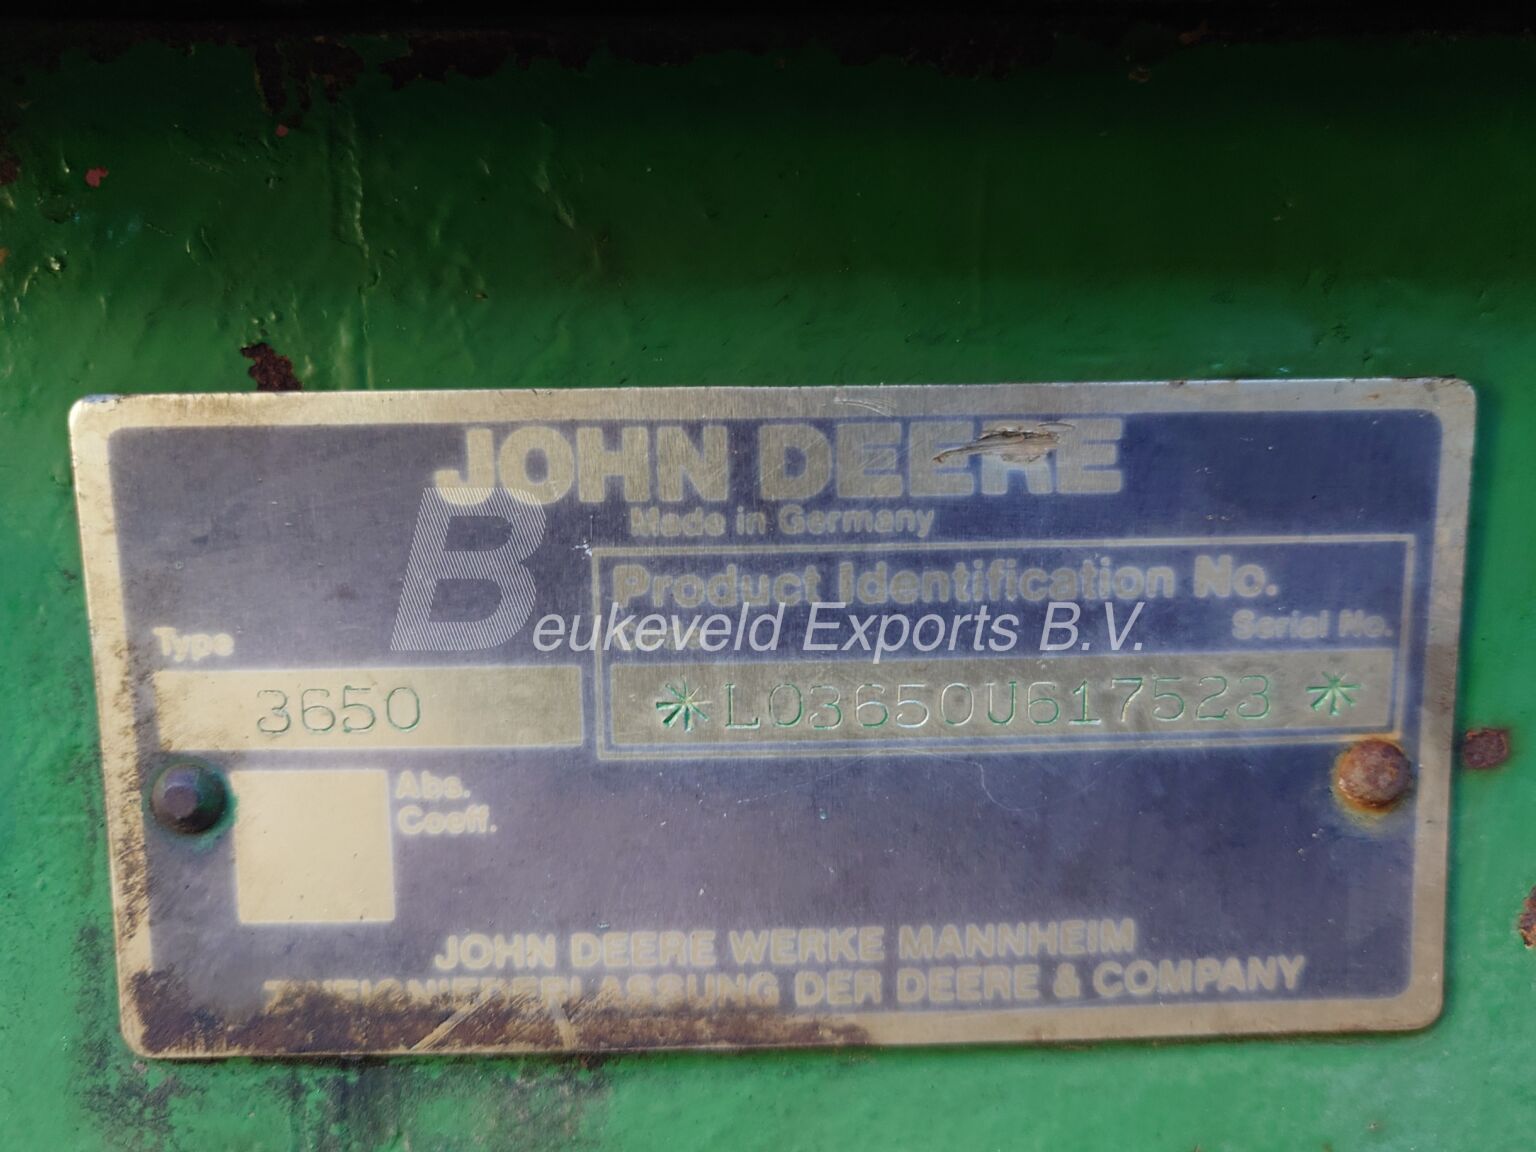 JOHN DEERE
Made in Germany
Product Identification No.
Serial No.
Type
Beukeveld Exports B.V.
3650
*L03650U617523*
Abs.
Coeff.
JOHN DEERE WERKE MANNHEIM
DER DEERE & COMPANY